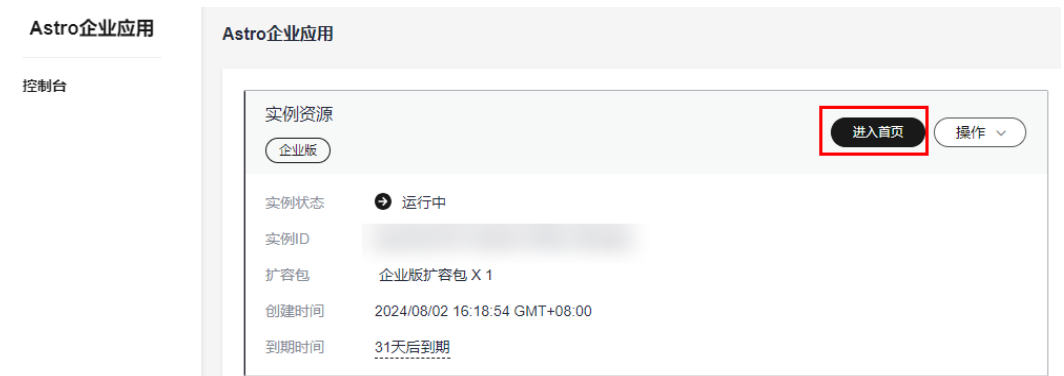 Astro企业应用
控制台
Astro企业应用
实例资源
企业版
进入首页
操作
实例状态 运行中
实例ID
扩容包 企业版扩容包 X 1
创建时间 2024/08/02 16:18:54 GMT+08:00
到期时间 31天后到期